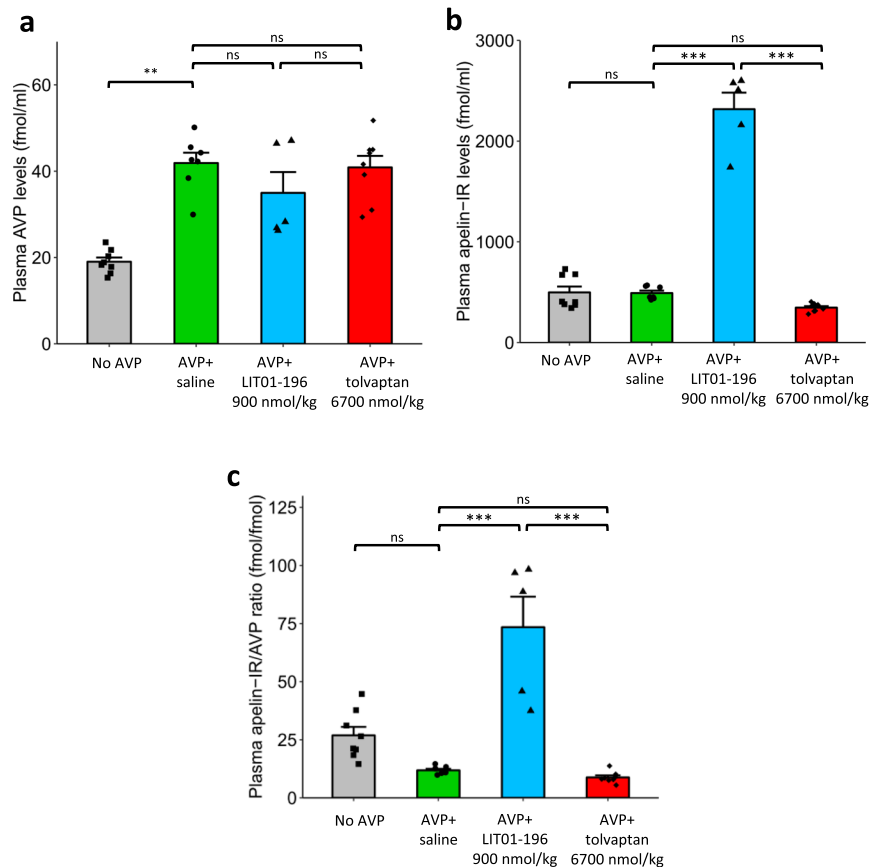 a
Plasma AVP levels (fmol/ml)
60
40
20
0
ns
ns
ns
**
No AVP
AVP+
saline
AVP+
LIT01-196
900 nmol/kg
AVP+
tolvaptan
6700 nmol/kg
b
Plasma apelin−IR levels (fmol/ml)
3000
2000
1000
0
ns
***
***
ns
No AVP
AVP+
saline
AVP+
LIT01-196
900 nmol/kg
AVP+
tolvaptan
6700 nmol/kg
c
Plasma apelin−IR/AVP ratio (fmol/fmol)
125
100
75
50
25
0
ns
***
***
ns
No AVP
AVP+
saline
AVP+
LIT01-196
900 nmol/kg
AVP+
tolvaptan
6700 nmol/kg